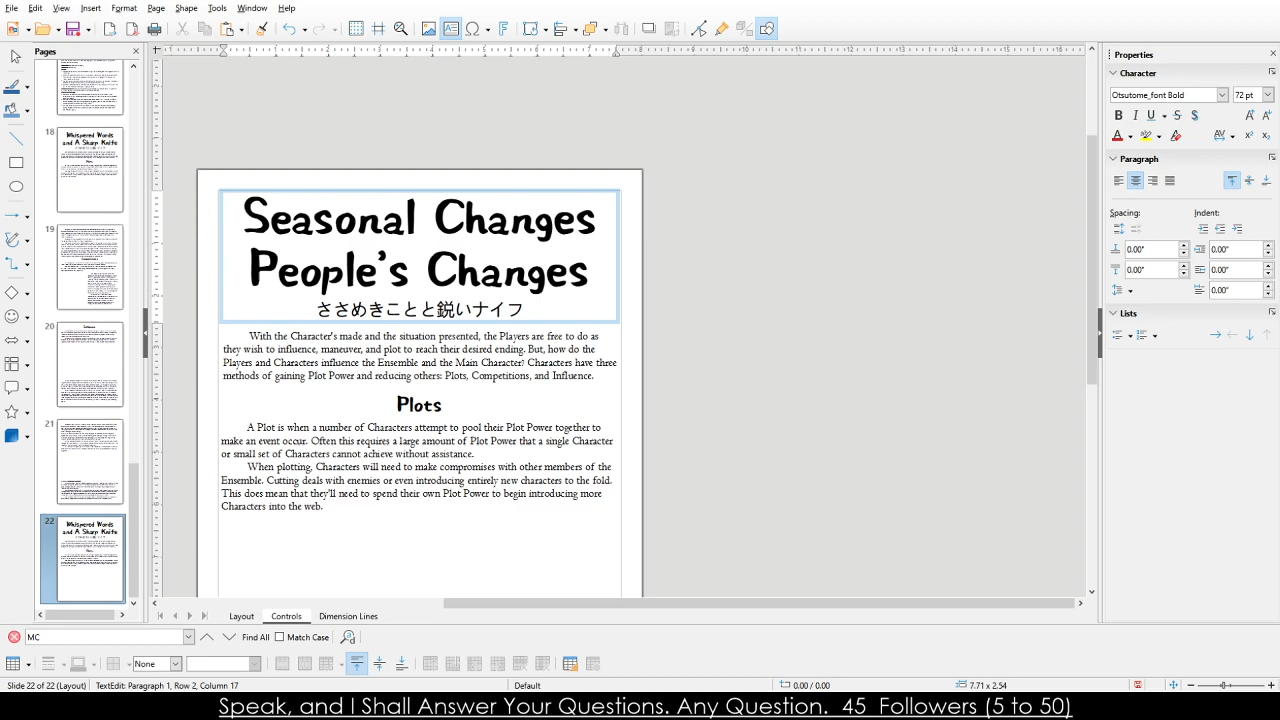 File Edit View Insert Format Page Shape Tools Window Help
Pages
Properties
Character
Otsutome_font Bold 72 pt
Paragraph
Spacing: Indent:
0.00" 0.00"
0.00" 0.00"
0.00"
Lists
18
Whispered Words
and A Sharp Knife
19
20
21
22
Whispered Words
and A Sharp Knife
Seasonal Changes
People's Changes
ささめきことと鋭いナイフ
With the Character's made and the situation presented, the Players are free to do as
they wish to influence, maneuver, and plot to reach their desired ending. But, how do the
Players and Characters influence the Ensemble and the Main Character? Characters have three
methods of gaining Plot Power and reducing others: Plots, Competitions, and Influence.
Plots
A Plot is when a number of Characters attempt to pool their Plot Power together to
make an event occur. Often this requires a large amount of Plot Power that a single Character
or small set of Characters cannot achieve without assistance.
When plotting, Characters will need to make compromises with other members of the
Ensemble. Cutting deals with enemies or even introducing entirely new characters to the fold.
This does mean that they'll need to spend their own Plot Power to begin introducing more
Characters into the web.
Layout Controls Dimension Lines
MC Find All Match Case
None
Slide 22 of 22 (Layout) TextEdit: Paragraph 1, Row 2, Column 17 Default 0.00 / 0.00 7.71 x 2.54
Speak, and I Shall Answer Your Questions. Any Question. 45 Followers (5 to 50)